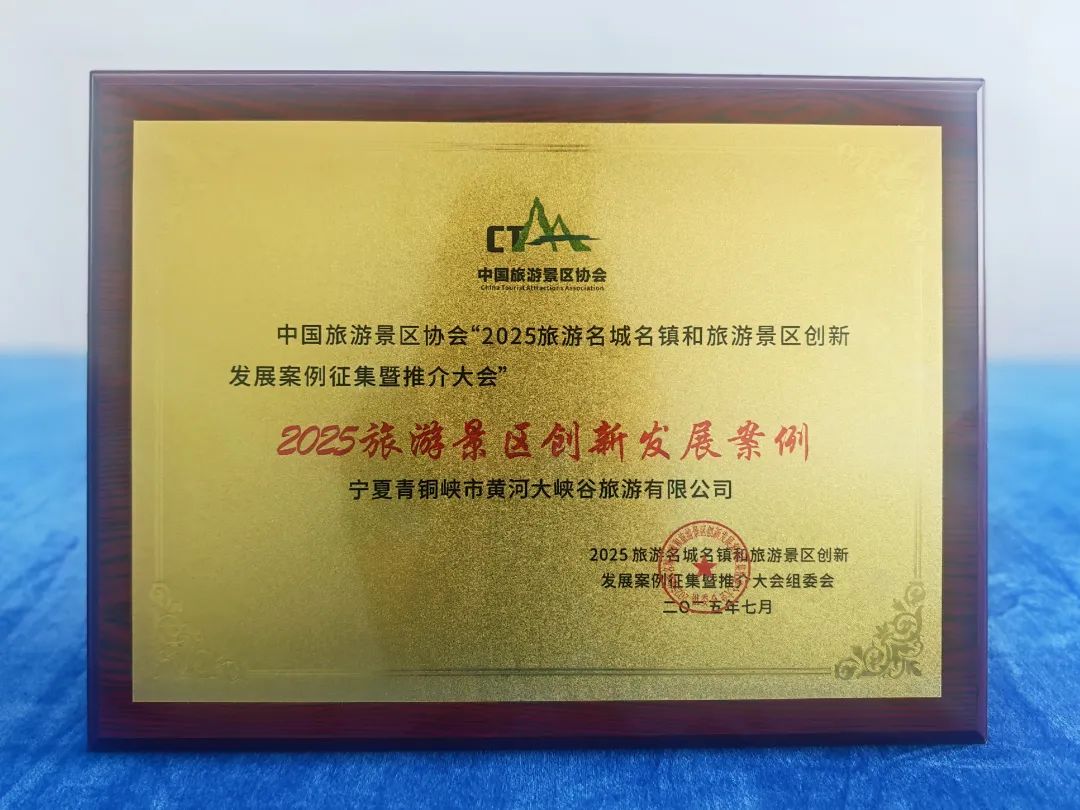 CTAA
中国旅游景区协会
China Tourist Attractions Association
中国旅游景区协会“2025旅游名城名镇和旅游景区创新
发展案例征集暨推介大会”
2025旅游景区创新发展案例
宁夏青铜峡市黄河大峡谷旅游有限公司
2025旅游名城名镇和旅游景区创新
发展案例征集暨推介大会组委会
二〇二五年七月